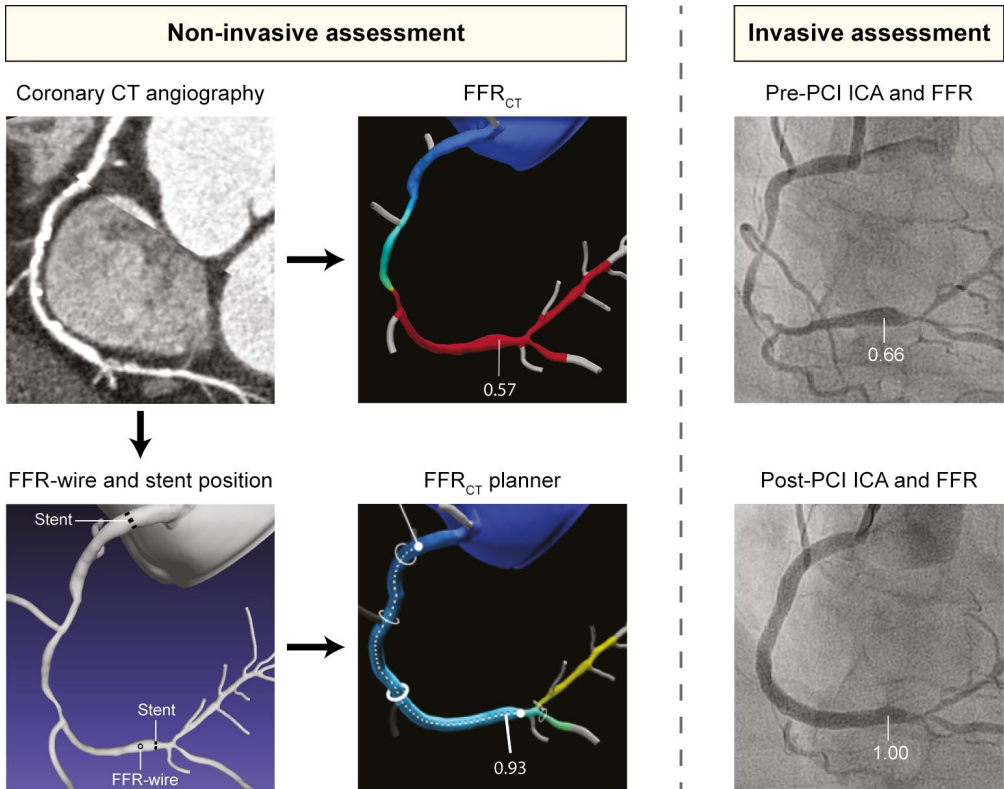 Non-invasive assessment
Invasive assessment
Coronary CT angiography
FFRCT
Pre-PCI ICA and FFR
0.57
0.66
FFR-wire and stent position
FFRCT planner
Post-PCI ICA and FFR
Stent
Stent
FFR-wire
0.93
1.00